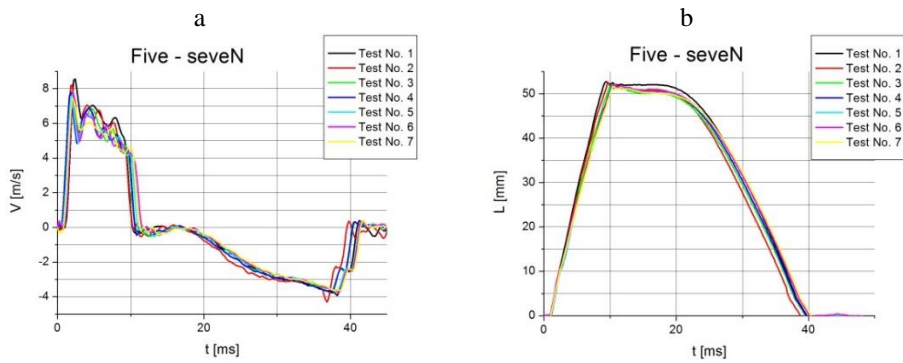 a
Five - seveN
Test No. 1
Test No. 2
Test No. 3
Test No. 4
Test No. 5
Test No. 6
Test No. 7
V [m/s]
8
6
4
2
0
-2
-4
0
20
40
t [ms]
b
Five - seveN
Test No. 1
Test No. 2
Test No. 3
Test No. 4
Test No. 5
Test No. 6
Test No. 7
L [mm]
50
40
30
20
10
0
0
20
40
t [ms]